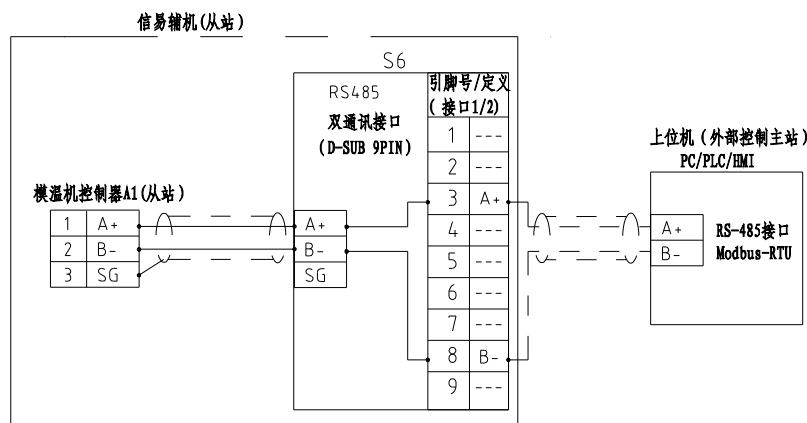 信易辅机(从站)
S6
RS485
双通讯接口
(D-SUB 9PIN)
引脚号/定义
(接口1/2)
1 ---
2 ---
3 A+
4 ---
5 ---
6 ---
7 ---
8 B-
9 ---
模温机控制器A1(从站)
1 A+
2 B-
3 SG
A+
B-
SG
上位机(外部控制主站)
PC/PLC/HMI
A+
B-
RS-485接口
Modbus-RTU